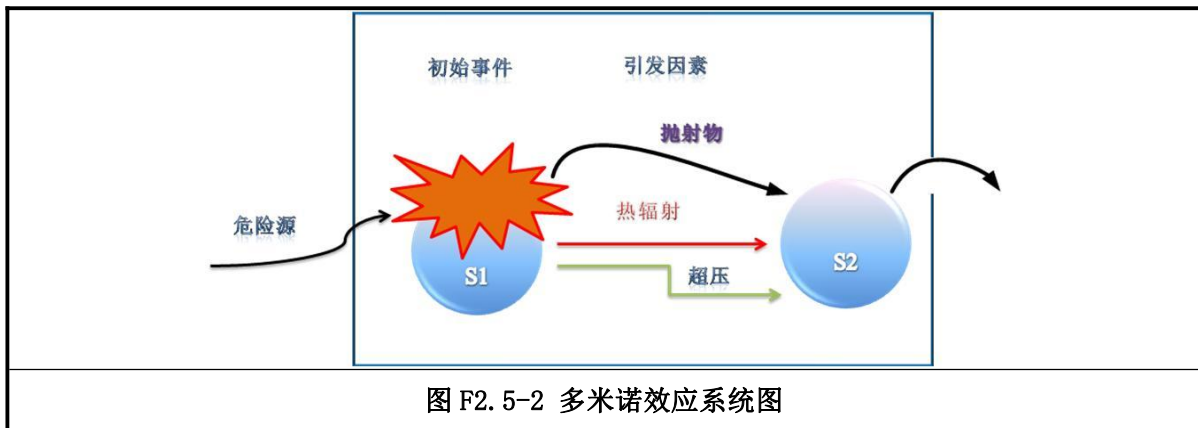 初始事件
引发因素
抛射物
热辐射
危险源
超压
S1
S2
图 F2.5-2 多米诺效应系统图